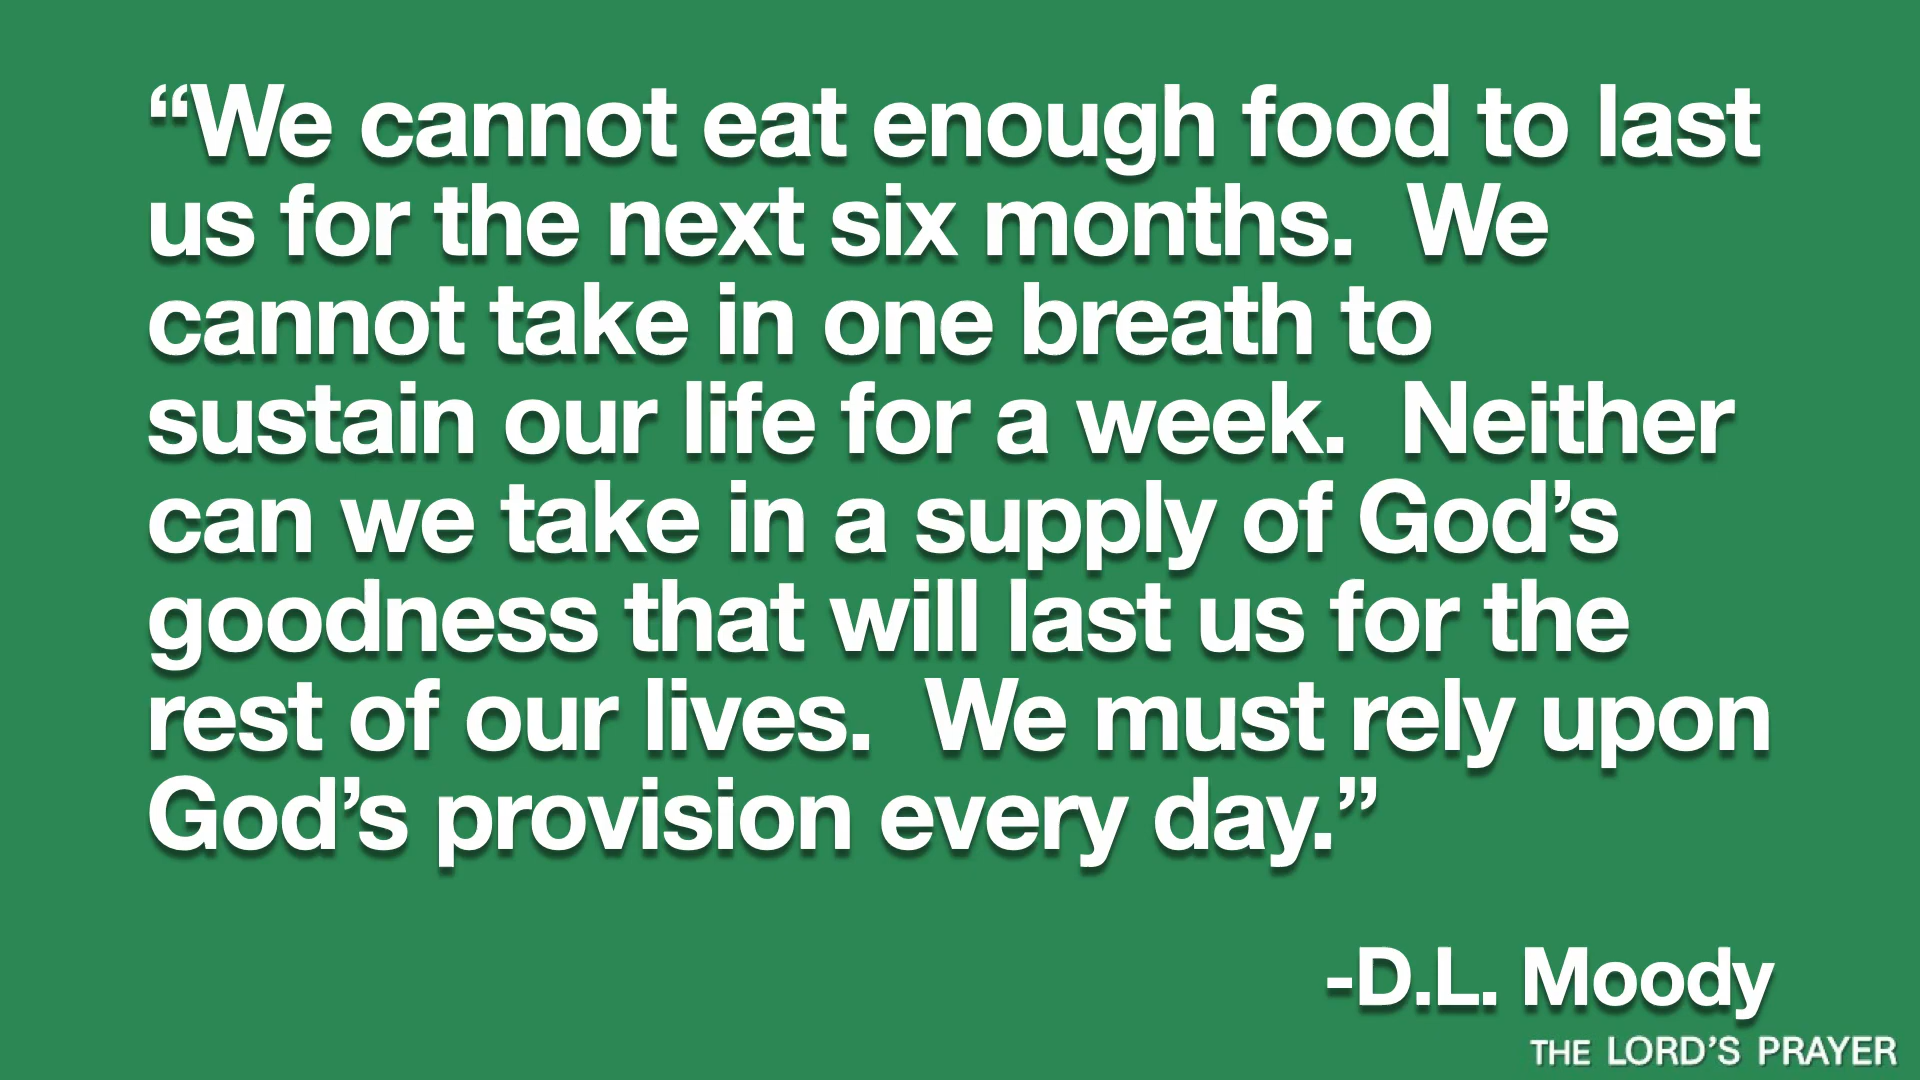 “We cannot eat enough food to last
us for the next six months.  We
cannot take in one breath to
sustain our life for a week.  Neither
can we take in a supply of God’s
goodness that will last us for the
rest of our lives.  We must rely upon
God’s provision every day.”
-D.L. Moody
THE LORD’S PRAYER